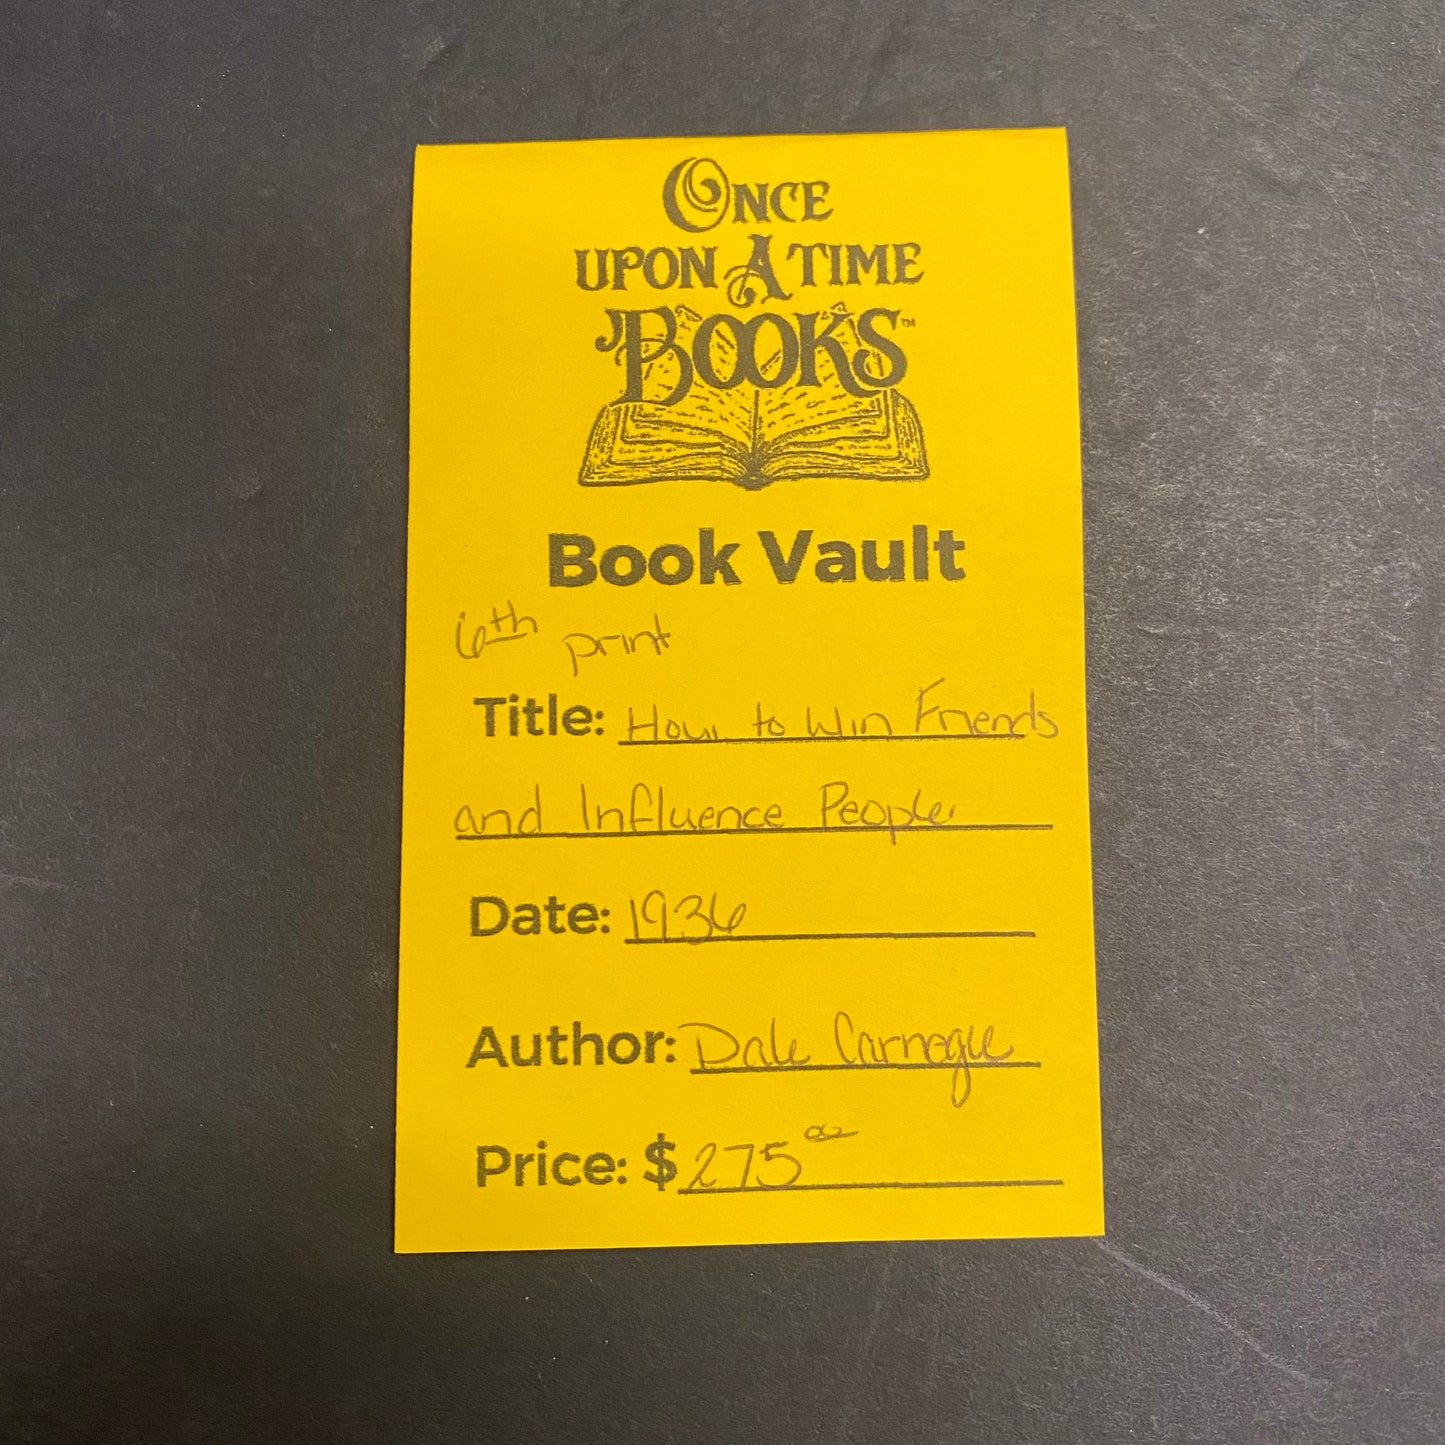 ONCE
UPON A TIME
BOOKS™
Book Vault
6th print
Title: How to Win Friends
and Influence People
Date: 1936
Author: Dale Carnegie
Price: $275 00